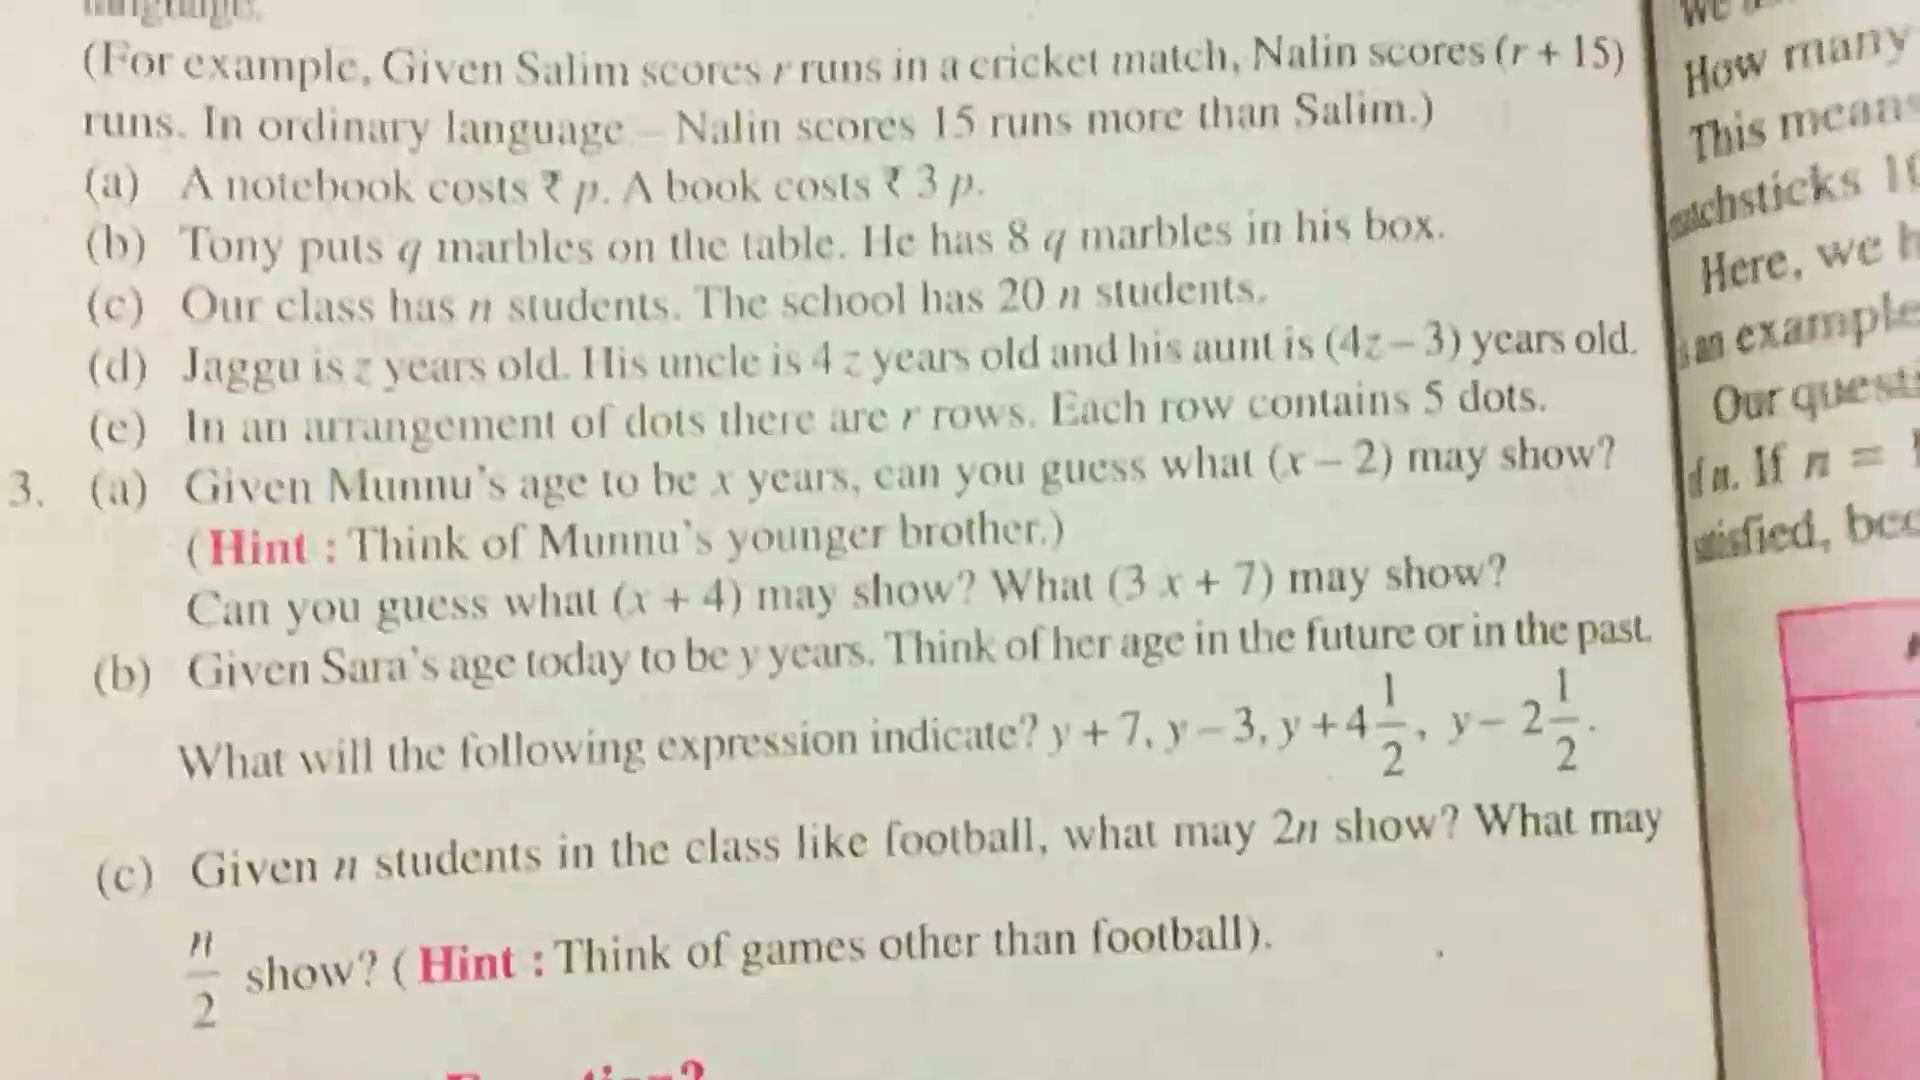 (For example, Given Salim scores r runs in a cricket match, Nalin scores (r + 15)
runs. In ordinary language – Nalin scores 15 runs more than Salim.)
(a) A notebook costs ₹ p. A book costs ₹ 3 p.
(b) Tony puts q marbles on the table. He has 8 q marbles in his box.
(c) Our class has n students. The school has 20 n students.
(d) Jaggu is z years old. His uncle is 4 z years old and his aunt is (4z – 3) years old.
(e) In an arrangement of dots there are r rows. Each row contains 5 dots.
3. (a) Given Munnu's age to be x years, can you guess what (x – 2) may show?
(Hint : Think of Munnu's younger brother.)
Can you guess what (x + 4) may show? What (3 x + 7) may show?
(b) Given Sara's age today to be y years. Think of her age in the future or in the past.
What will the following expression indicate? y + 7, y – 3, y + 4 1/2, y – 2 1/2.
(c) Given n students in the class like football, what may 2n show? What may
n/2 show? (Hint : Think of games other than football).
How many
This means
10
Here, we
example
Our
If n =